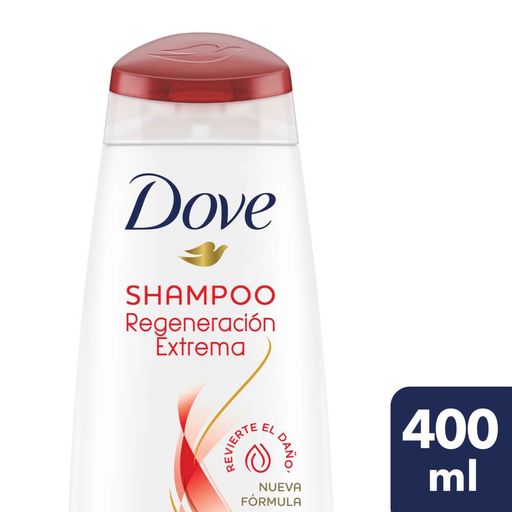 Dove
SHAMPOO
Regeneración
Extrema
REVIERTE EL DAÑO.
NUEVA
FÓRMULA
400
ml